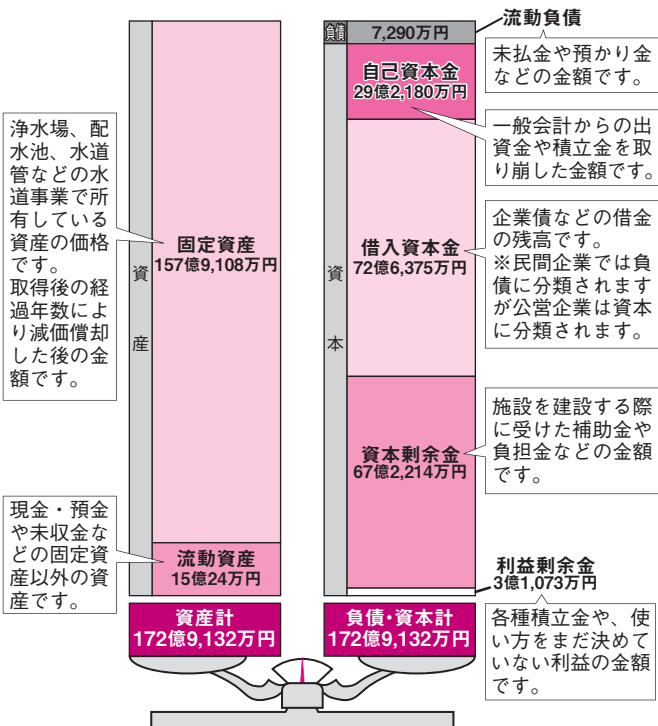 浄水場、配
水池、水道
管などの水
道事業で所
有している
資産の価格
です。
取得後の経
過年数によ
り減価償却
した後の金
額です。
現金・預金
や未収金な
どの固定資
産以外の資
産です。
資産
固定資産
157億9,108万円
流動資産
15億24万円
資産計
172億9,132万円
負債
7,290万円
資本
自己資本金
29億2,180万円
借入資本金
72億6,375万円
資本剰余金
67億2,214万円
利益剰余金
3億1,073万円
負債・資本計
172億9,132万円
流動負債
未払金や預かり金
などの金額です。
一般会計からの出
資金や積立金を取
り崩した金額です。
企業債などの借金
の残高です。
※民間企業では負
債に分類されます
が公営企業は資本
に分類されます。
施設を建設する際
に受けた補助金や
負担金などの金額
です。
各種積立金や、使
い方をまだ決めて
いない利益の金額
です。